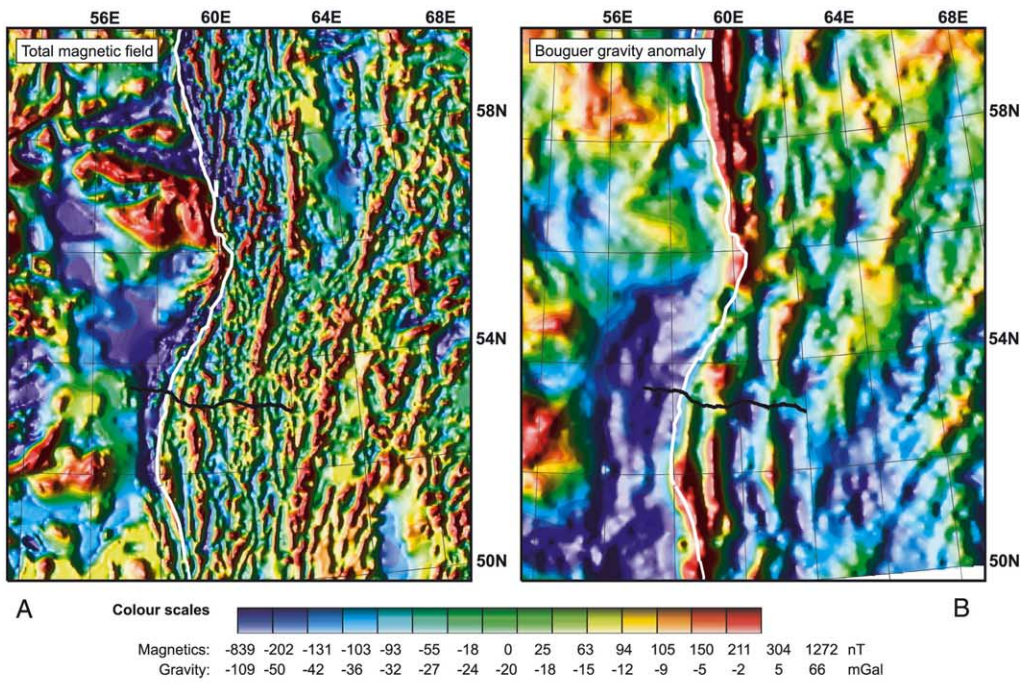 56E 60E 64E 68E 56E 60E 64E 68E
Total magnetic field Bouguer gravity anomaly
58N 58N
54N 54N
50N 50N
A Colour scales B
Magnetics: -839 -202 -131 -103 -93 -55 -18 0 25 63 94 105 150 211 304 1272 nT
Gravity: -109 -50 -42 -36 -32 -27 -24 -20 -18 -15 -12 -9 -5 -2 5 66 mGal